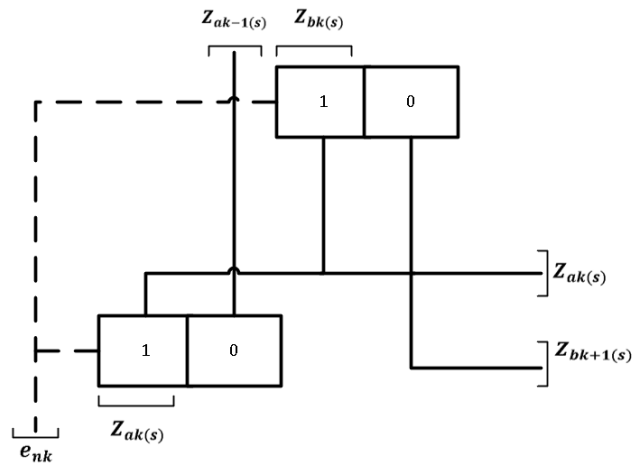 Z_{ak-1(s)} Z_{bk(s)}
1 0
Z_{ak(s)}
1 0
Z_{bk+1(s)}
Z_{ak(s)}
e_{nk}